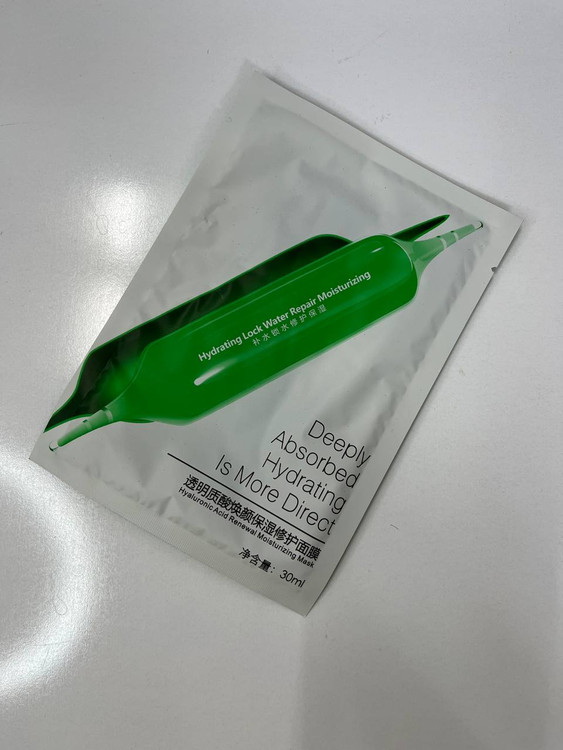 Hydrating Lock Water Repair Moisturizing
补水锁水修护保湿
Deeply
Absorbed
Hydrating
Is More Direct
透明质酸焕颜保湿修护面膜
Hyaluronic Acid Renewal Moisturizing Mask
净含量：30ml